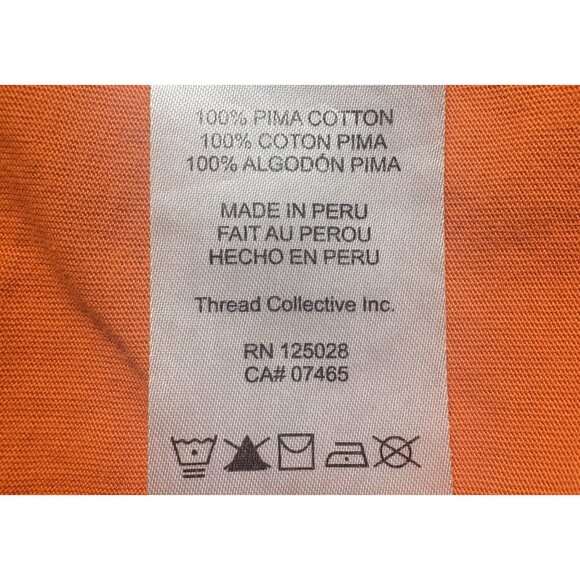 100% PIMA COTTON
100% COTON PIMA
100% ALGODÓN PIMA
MADE IN PERU
FAIT AU PEROU
HECHO EN PERU
Thread Collective Inc.
RN 125028
CA# 07465